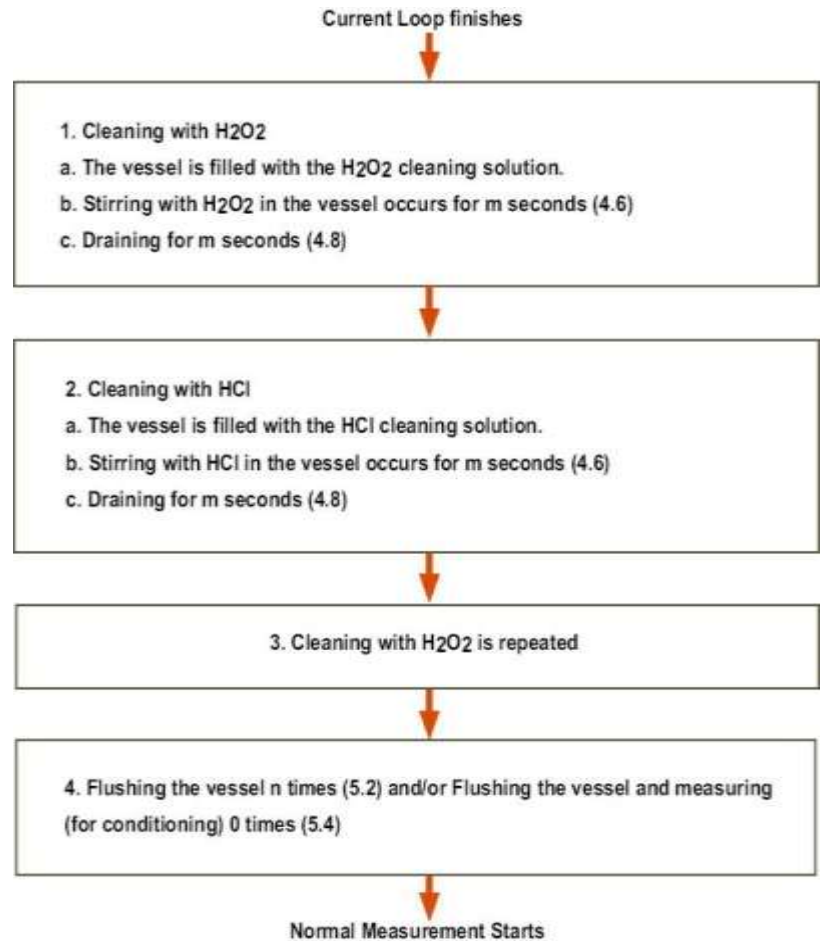 Current Loop finishes
1. Cleaning with H2O2
a. The vessel is filled with the H2O2 cleaning solution.
b. Stirring with H2O2 in the vessel occurs for m seconds (4.6)
c. Draining for m seconds (4.8)
2. Cleaning with HCl
a. The vessel is filled with the HCl cleaning solution.
b. Stirring with HCl in the vessel occurs for m seconds (4.6)
c. Draining for m seconds (4.8)
3. Cleaning with H2O2 is repeated
4. Flushing the vessel n times (5.2) and/or Flushing the vessel and measuring
(for conditioning) 0 times (5.4)
Normal Measurement Starts